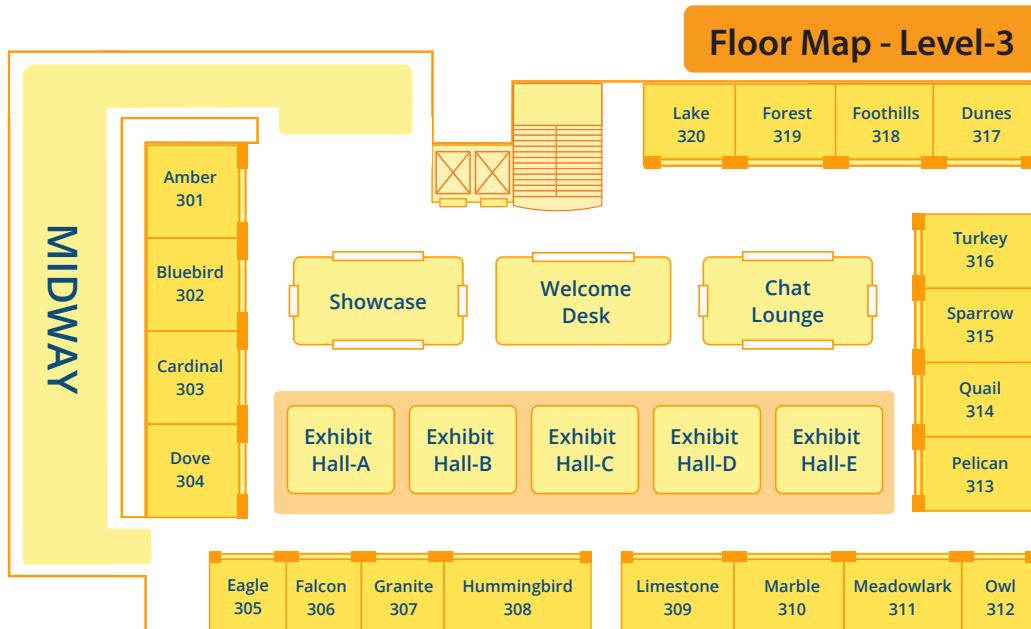 Floor Map - Level-3
Lake
320
Forest
319
Foothills
318
Dunes
317
Amber
301
Bluebird
302
Cardinal
303
Dove
304
MIDWAY
Showcase
Welcome
Desk
Chat
Lounge
Turkey
316
Sparrow
315
Quail
314
Pelican
313
Exhibit
Hall-A
Exhibit
Hall-B
Exhibit
Hall-C
Exhibit
Hall-D
Exhibit
Hall-E
Eagle
305
Falcon
306
Granite
307
Hummingbird
308
Limestone
309
Marble
310
Meadowlark
311
Owl
312